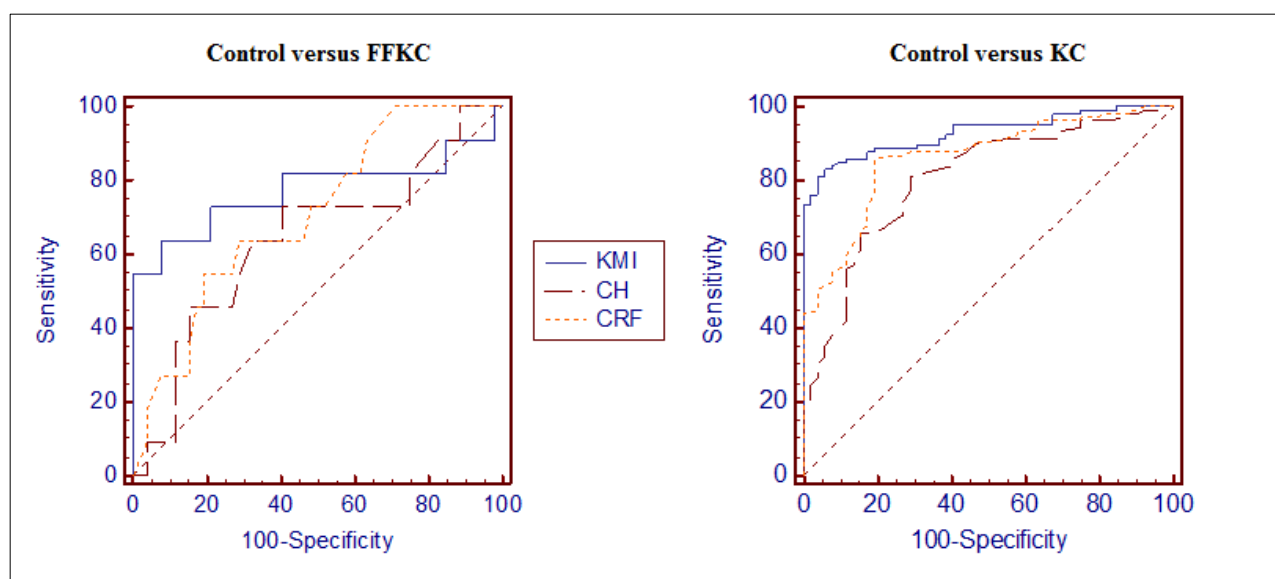 Control versus FFKC
100
80
60
40
20
0
Sensitivity
0 20 40 60 80 100
100-Specificity
KMI
CH
CRF
Control versus KC
100
80
60
40
20
0
Sensitivity
0 20 40 60 80 100
100-Specificity